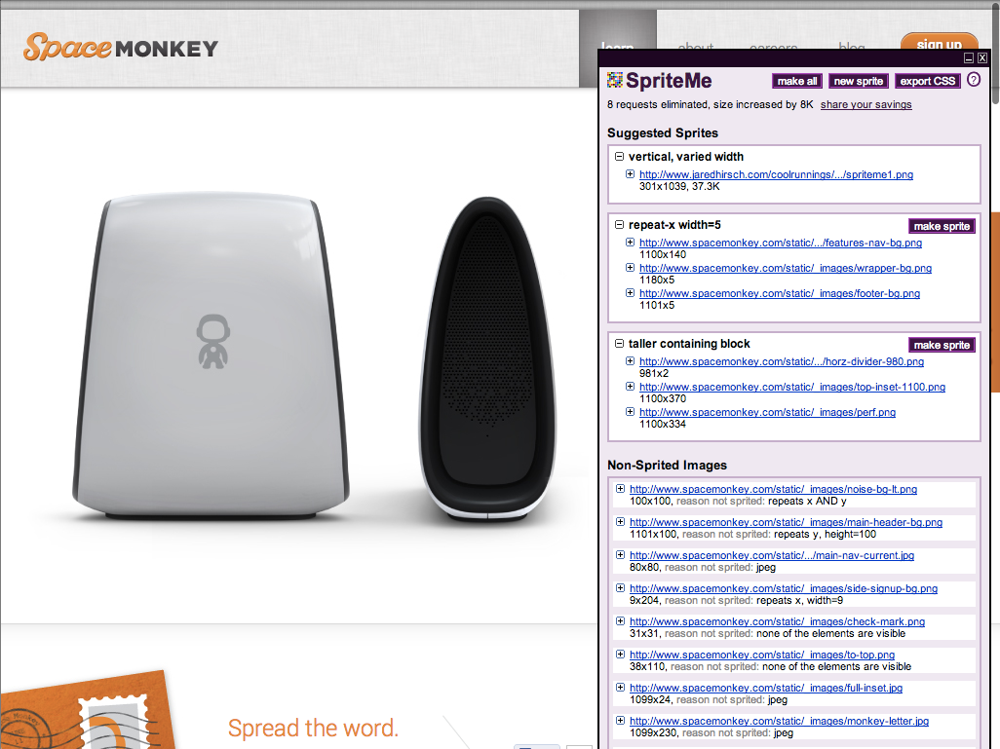 Space MONKEY
learn about careers blog sign up
SpriteMe
make all new sprite export CSS ?
8 requests eliminated, size increased by 8K share your savings
Suggested Sprites
vertical, varied width
http://www.jaredhirsch.com/coolrunnings/.../spriteme1.png
301x1039, 37.3K
repeat-x width=5
make sprite
http://www.spacemonkey.com/static/.../features-nav-bg.png
1100x140
http://www.spacemonkey.com/static/_images/wrapper-bg.png
1180x5
http://www.spacemonkey.com/static/_images/footer-bg.png
1101x5
taller containing block
make sprite
http://www.spacemonkey.com/static/.../horz-divider-980.png
981x2
http://www.spacemonkey.com/static/_images/top-inset-1100.png
1100x370
http://www.spacemonkey.com/static/_images/perf.png
1100x334
Non-Sprited Images
http://www.spacemonkey.com/static/_images/noise-bg-lt.png
100x100, reason not sprited: repeats x AND y
http://www.spacemonkey.com/static/_images/main-header-bg.png
1101x100, reason not sprited: repeats y, height=100
http://www.spacemonkey.com/static/.../main-nav-current.jpg
80x80, reason not sprited: jpeg
http://www.spacemonkey.com/static/_images/side-signup-bg.png
9x204, reason not sprited: repeats x, width=9
http://www.spacemonkey.com/static/_images/check-mark.png
31x31, reason not sprited: none of the elements are visible
http://www.spacemonkey.com/static/_images/to-top.png
38x110, reason not sprited: none of the elements are visible
http://www.spacemonkey.com/static/_images/full-inset.jpg
1099x24, reason not sprited: jpeg
http://www.spacemonkey.com/static/_images/monkey-letter.jpg
1099x230, reason not sprited: jpeg
Spread the word.